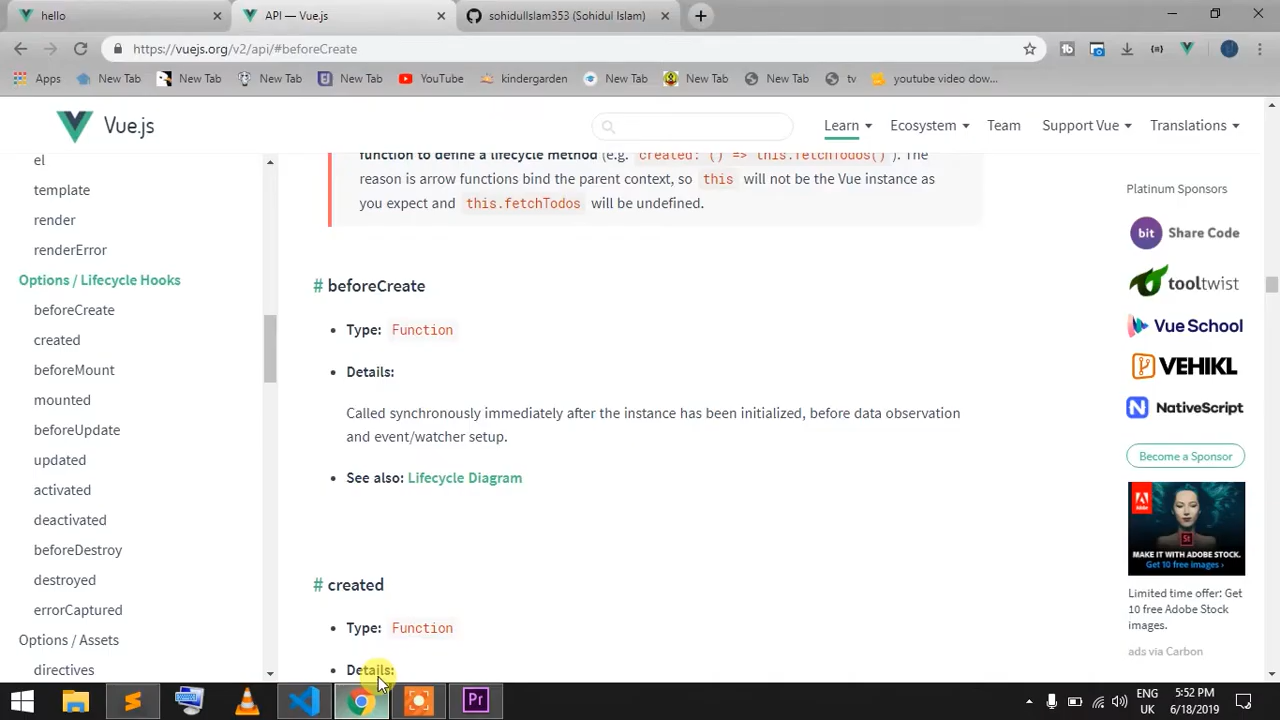 hello
API — Vue.js
sohidulIslam353 (Sohidul Islam)
https://vuejs.org/v2/api/#beforeCreate
Apps
New Tab
New Tab
New Tab
New Tab
YouTube
kindergarden
New Tab
New Tab
New Tab
tv
youtube video dow...
Vue.js
Learn
Ecosystem
Team
Support Vue
Translations
el
template
render
renderError
Options / Lifecycle Hooks
beforeCreate
created
beforeMount
mounted
beforeUpdate
updated
activated
deactivated
beforeDestroy
destroyed
errorCaptured
Options / Assets
directives
function to define a lifecycle method (e.g. created: () => this.fetchTodos() ). The
reason is arrow functions bind the parent context, so this will not be the Vue instance as
you expect and this.fetchTodos will be undefined.
# beforeCreate
• Type: Function
• Details:
Called synchronously immediately after the instance has been initialized, before data observation
and event/watcher setup.
• See also: Lifecycle Diagram
# created
• Type: Function
• Details:
Platinum Sponsors
bit Share Code
tooltwist
Vue School
VEHIKL
NativeScript
Become a Sponsor
St
MAKE IT WITH ADOBE STOCK.
Get 10 free images ›
Limited time offer: Get
10 free Adobe Stock
images.
ads via Carbon
Pr
ENG
UK
5:52 PM
6/18/2019